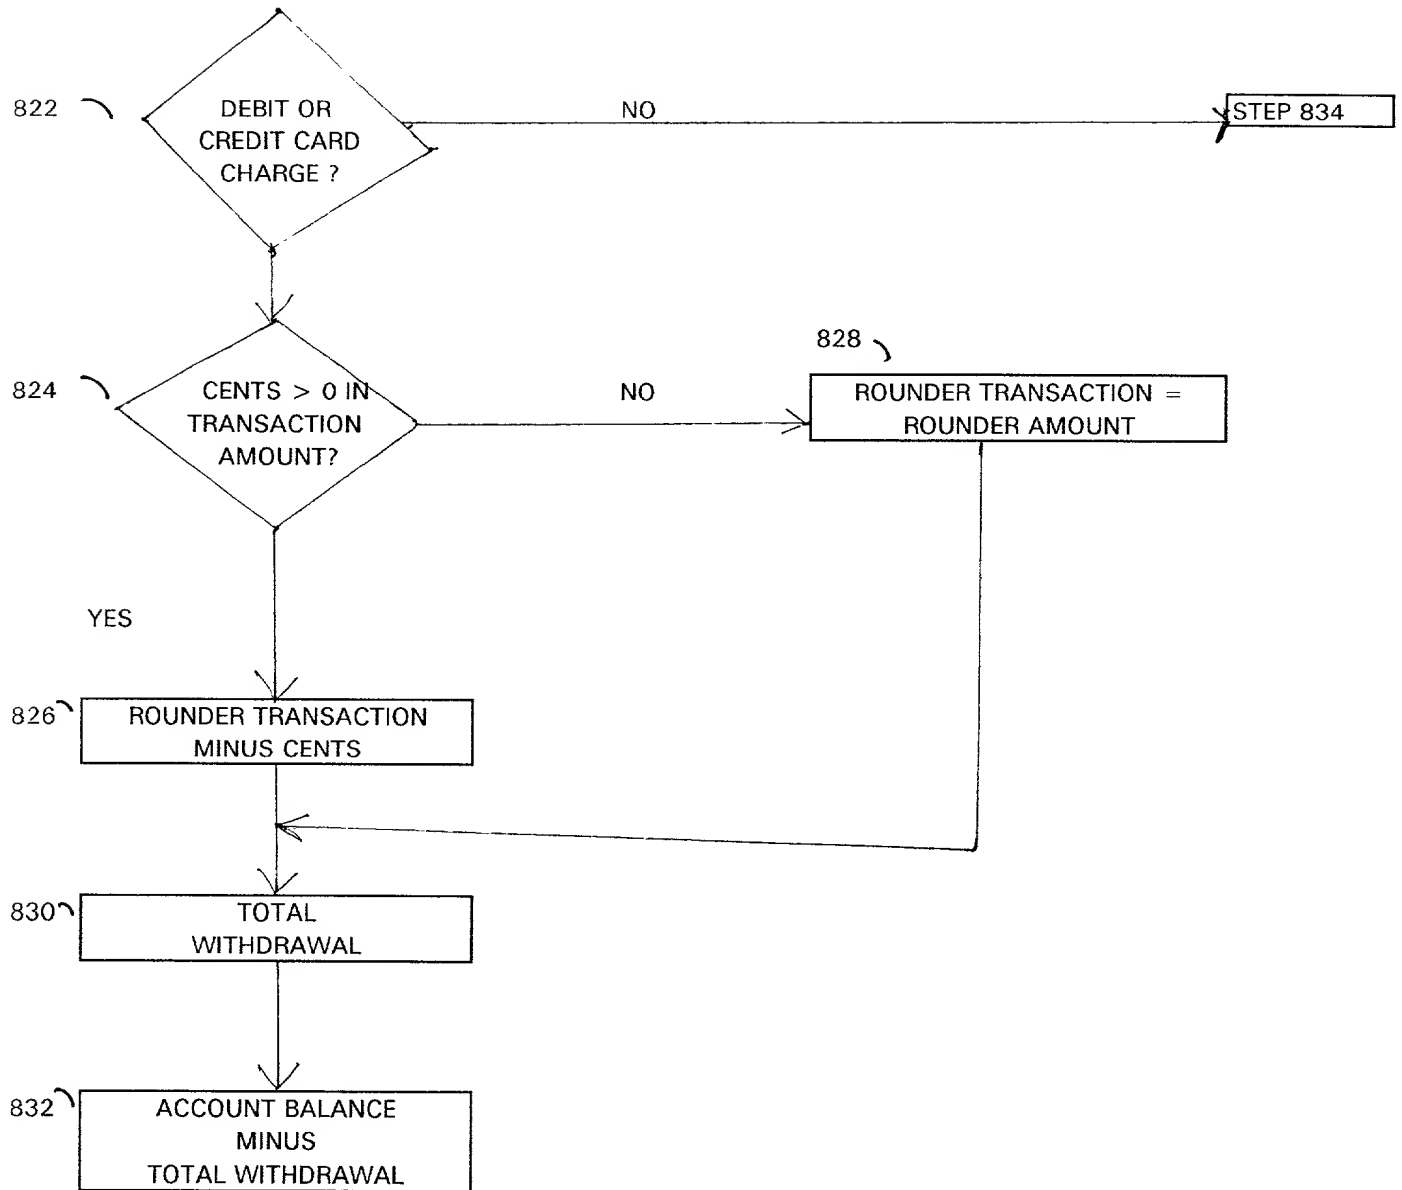 822
DEBIT OR
CREDIT CARD
CHARGE ?
NO
STEP 834
824
CENTS > 0 IN
TRANSACTION
AMOUNT?
NO
828
ROUNDER TRANSACTION =
ROUNDER AMOUNT
YES
826
ROUNDER TRANSACTION
MINUS CENTS
830
TOTAL
WITHDRAWAL
832
ACCOUNT BALANCE
MINUS
TOTAL WITHDRAWAL